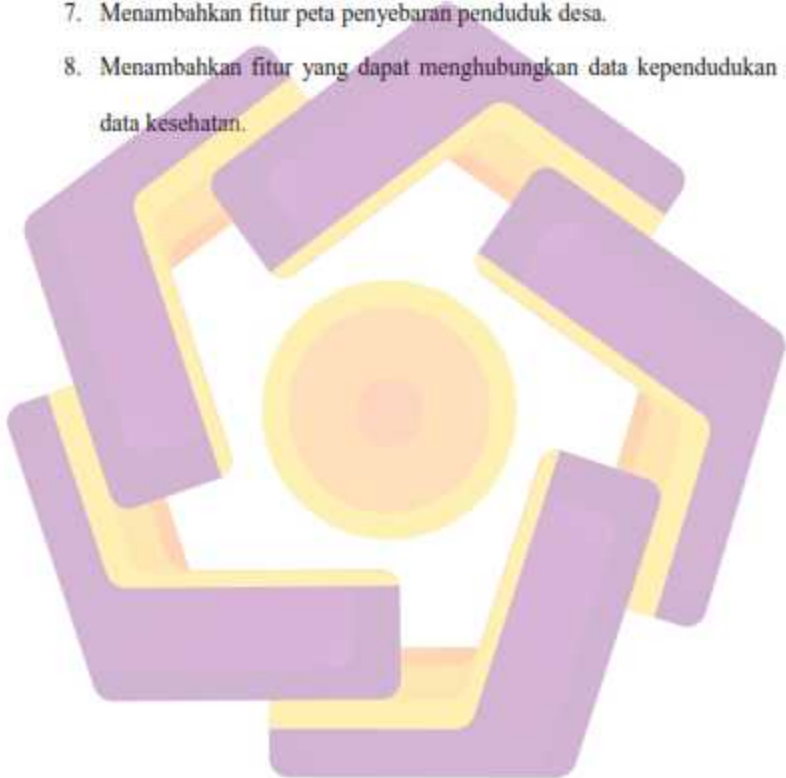 7. Menambahkan fitur peta penyebaran penduduk desa.
8. Menambahkan fitur yang dapat menghubungkan data kependudukan
data kesehatan.